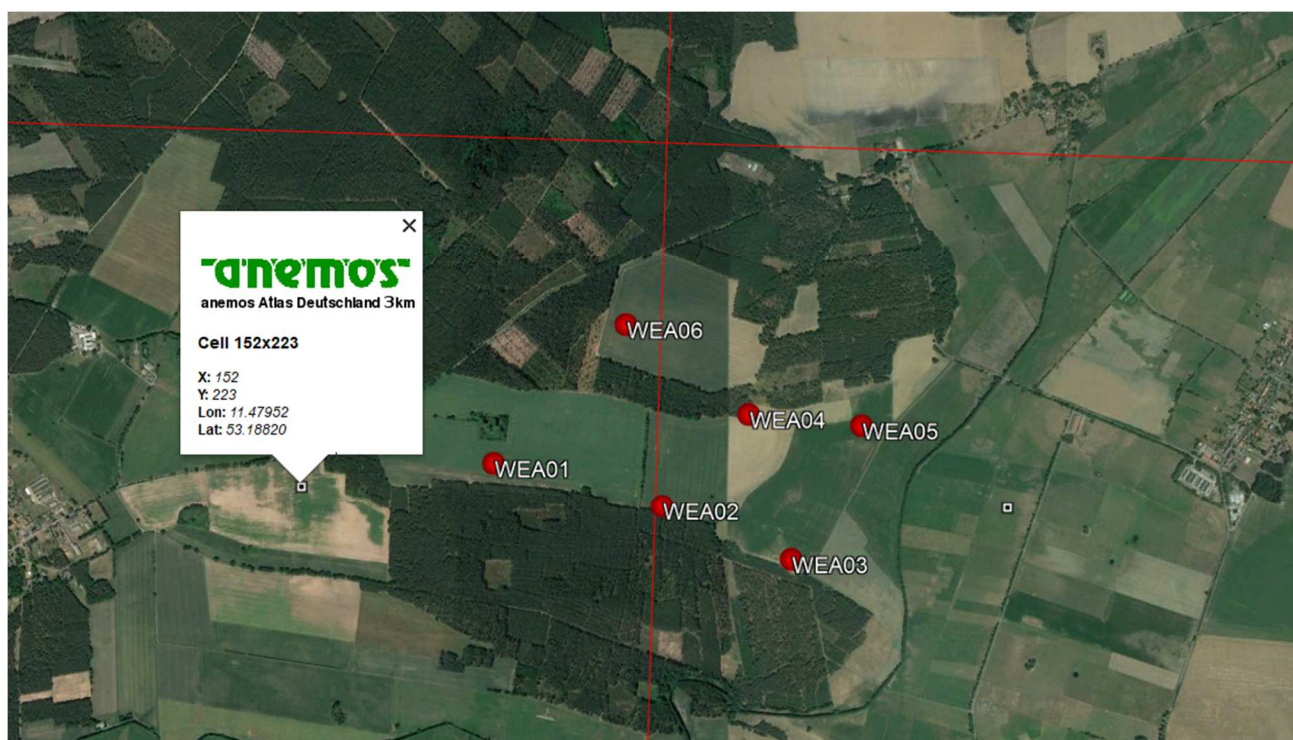 anemos
anemos Atlas Deutschland 3km
Cell 152x223
X: 152
Y: 223
Lon: 11.47952
Lat: 53.18820
WEA06
WEA04
WEA05
WEA01
WEA02
WEA03